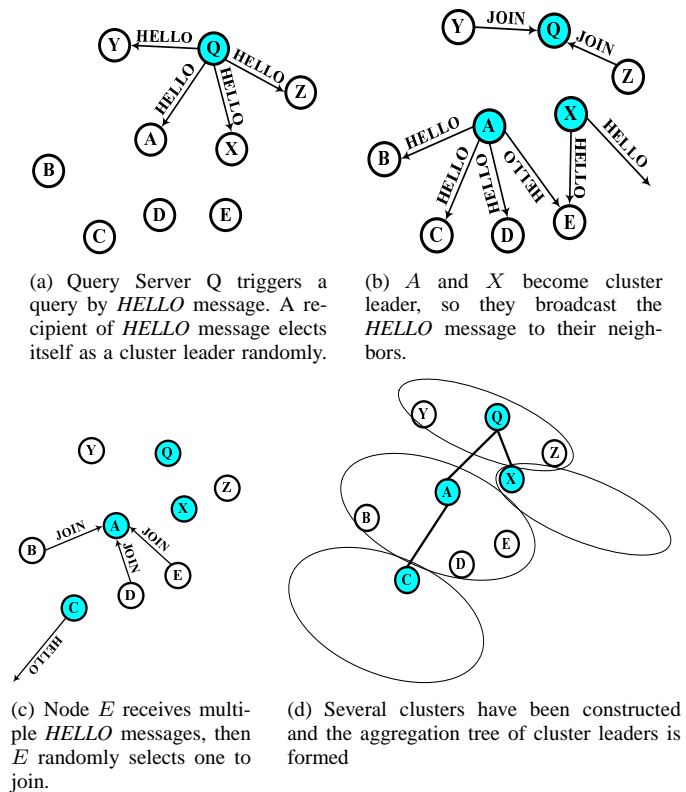 Y
HELLO
Q
HELLO
Z
HELLO
HELLO
A
X
B
D
E
C
(a) Query Server Q triggers a
query by HELLO message. A re-
cipient of HELLO message elects
itself as a cluster leader randomly.
Y
JOIN
Q
JOIN
Z
A
X
HELLO
HELLO
B
HELLO
HELLO
HELLO
HELLO
C
D
E
(b) A and X become cluster
leader, so they broadcast the
HELLO message to their neigh-
bors.
Y
Q
Z
X
A
JOIN
JOIN
JOIN
B
E
D
C
HELLO
(c) Node E receives multi-
ple HELLO messages, then
E randomly selects one to
join.
Y
Q
Z
X
A
B
E
D
C
(d) Several clusters have been constructed
and the aggregation tree of cluster leaders is
formed